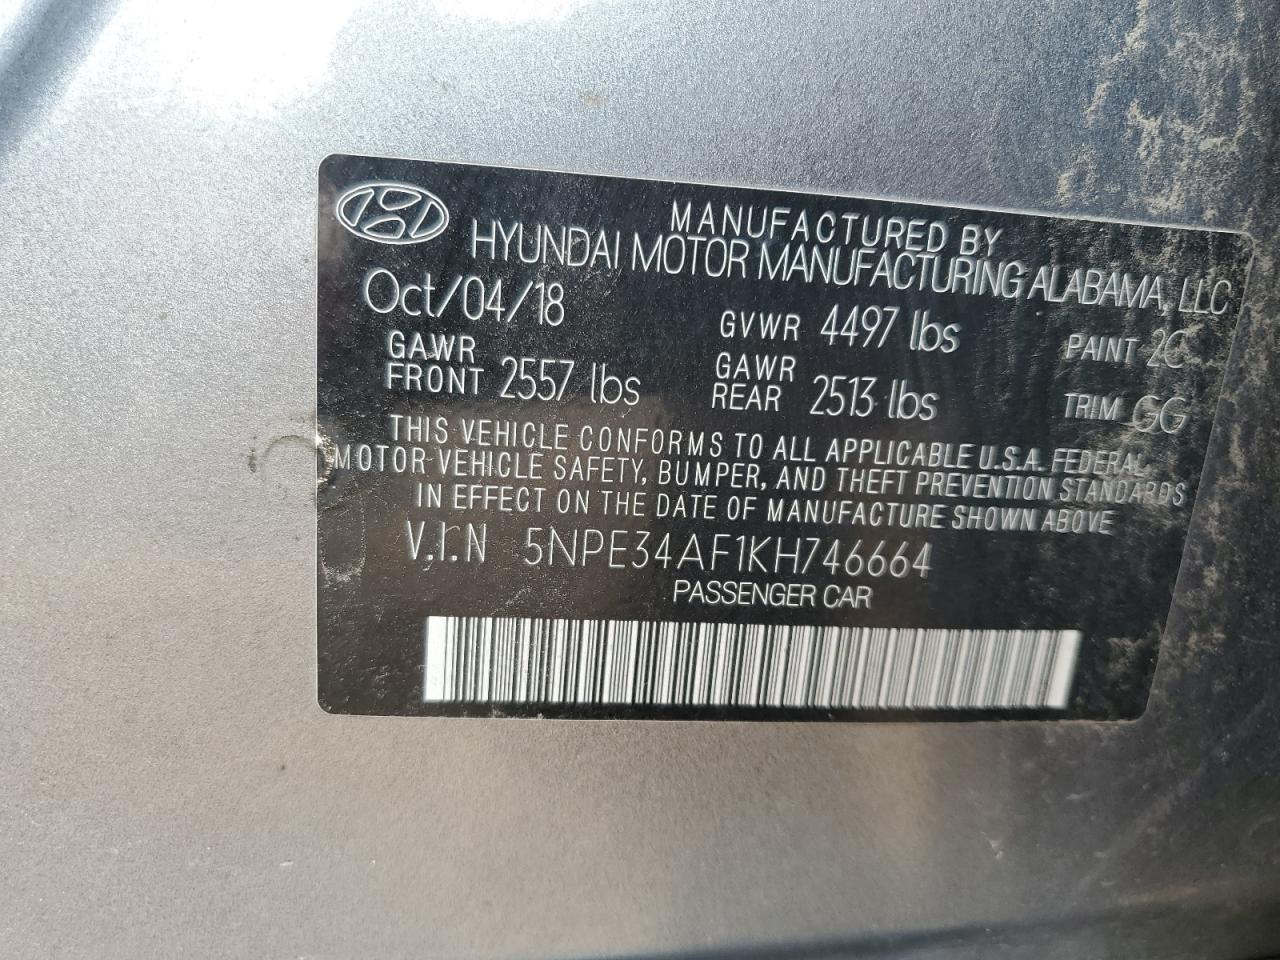 MANUFACTURED BY
HYUNDAI MOTOR MANUFACTURING ALABAMA, LLC
Oct/04/18 GVWR 4497 lbs PAINT 2C
GAWR FRONT 2557 lbs GAWR REAR 2513 lbs TRIM GG
THIS VEHICLE CONFORMS TO ALL APPLICABLE U.S.A. FEDERAL
MOTOR VEHICLE SAFETY, BUMPER, AND THEFT PREVENTION STANDARDS
IN EFFECT ON THE DATE OF MANUFACTURE SHOWN ABOVE
V.I.N 5NPE34AF1KH746664
PASSENGER CAR